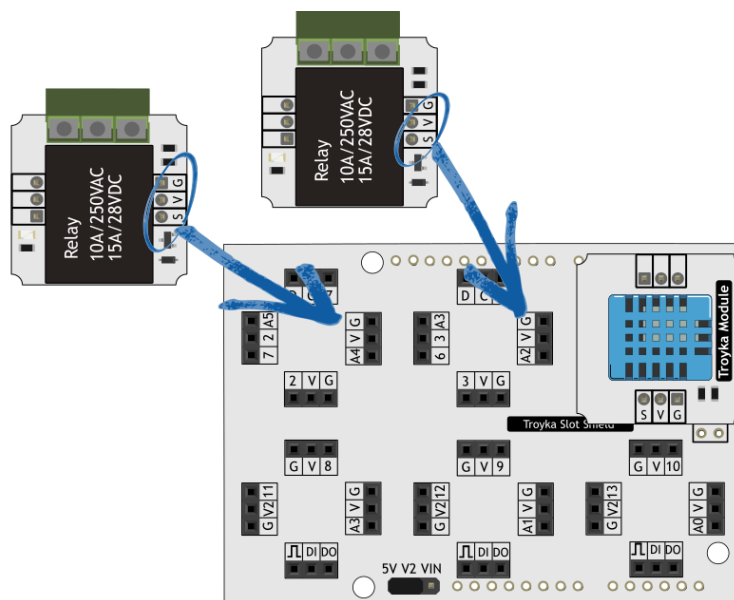 Relay
10A/250VAC
15A/28VDC
G
V
S
Relay
10A/250VAC
15A/28VDC
G
V
S
7
D
A5
2
7
G
V
A4
A3
3
6
G
V
A2
2 V G
3 V G
Troyka Module
S V G
Troyka Slot Shield
G V 8
G V 9
G V 10
11
V2
G
G
V
A3
12
V2
G
G
V
A1
13
V2
G
G
V
A0
DI DO
DI DO
DI DO
5V V2 VIN